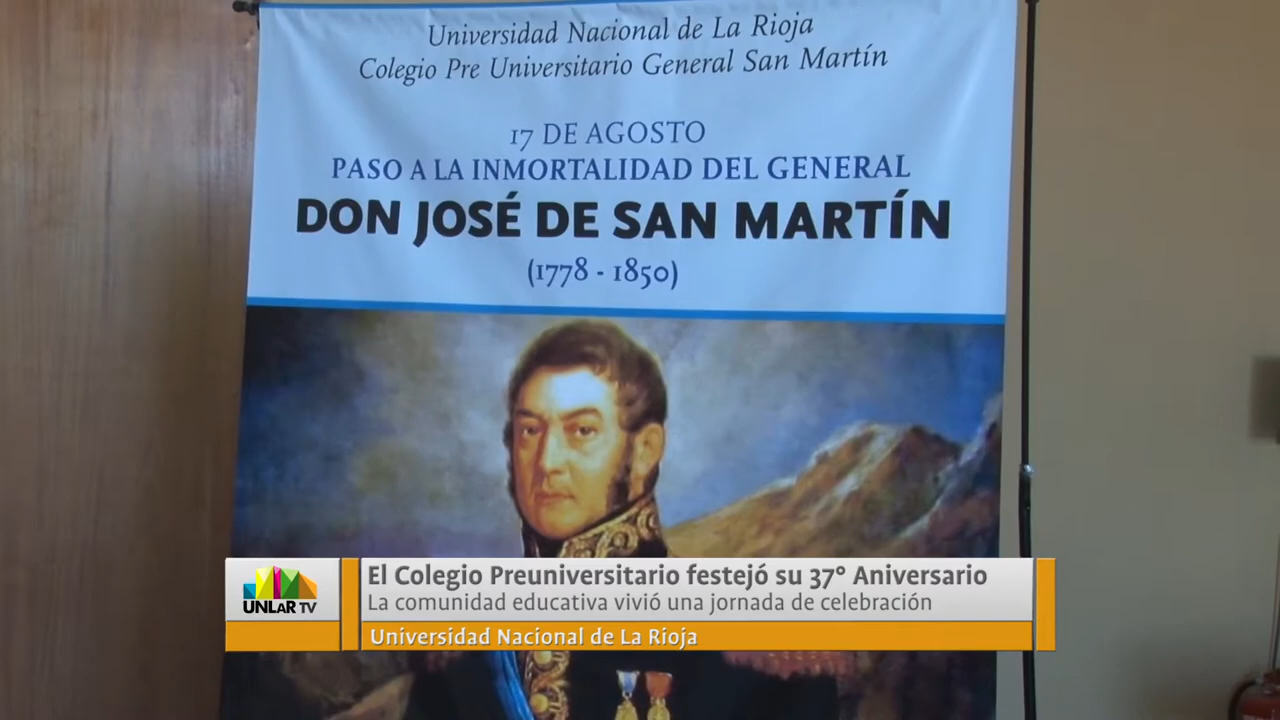 Universidad Nacional de La Rioja
Colegio Pre Universitario General San Martín
17 DE AGOSTO
PASO A LA INMORTALIDAD DEL GENERAL
DON JOSÉ DE SAN MARTÍN
(1778 - 1850)
El Colegio Preuniversitario festejó su 37° Aniversario
La comunidad educativa vivió una jornada de celebración
UNLAR TV
Universidad Nacional de La Rioja